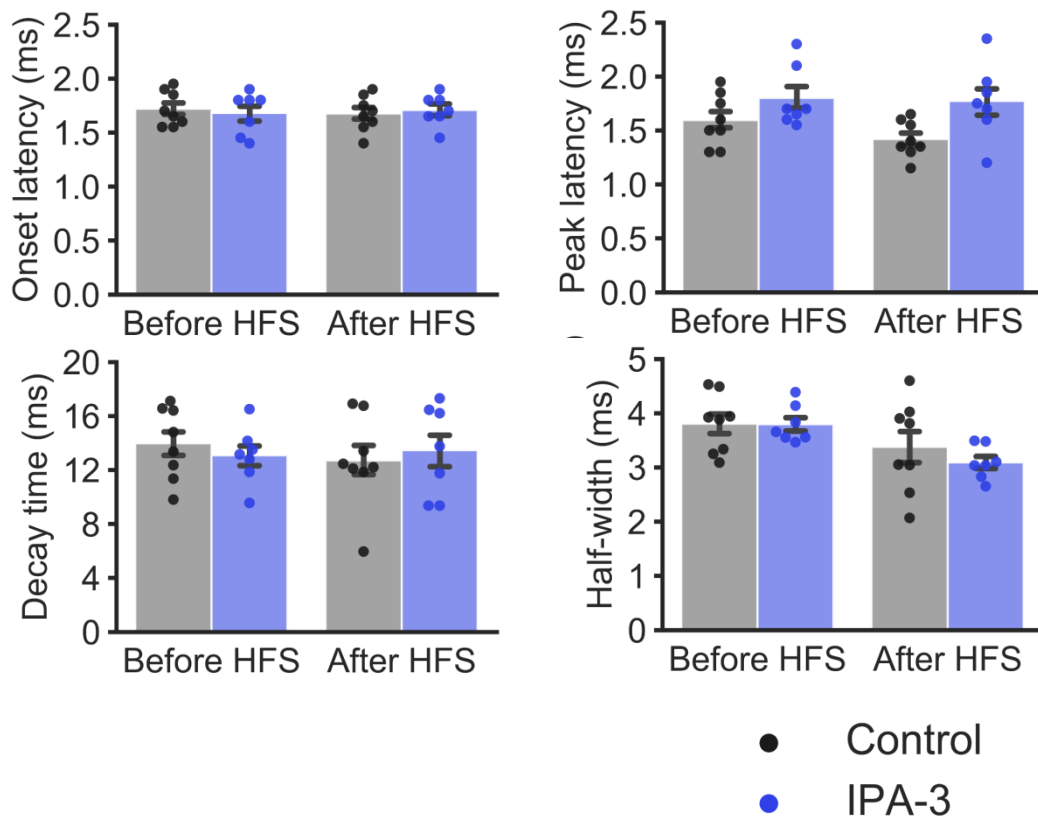 Onset latency (ms)
2.5
2.0
1.5
1.0
0.5
0.0
Before HFS After HFS
Peak latency (ms)
2.5
2.0
1.5
1.0
0.5
0.0
Before HFS After HFS
Decay time (ms)
20
16
12
8
4
0
Before HFS After HFS
Half-width (ms)
5
4
3
2
1
0
Before HFS After HFS
Control
IPA-3